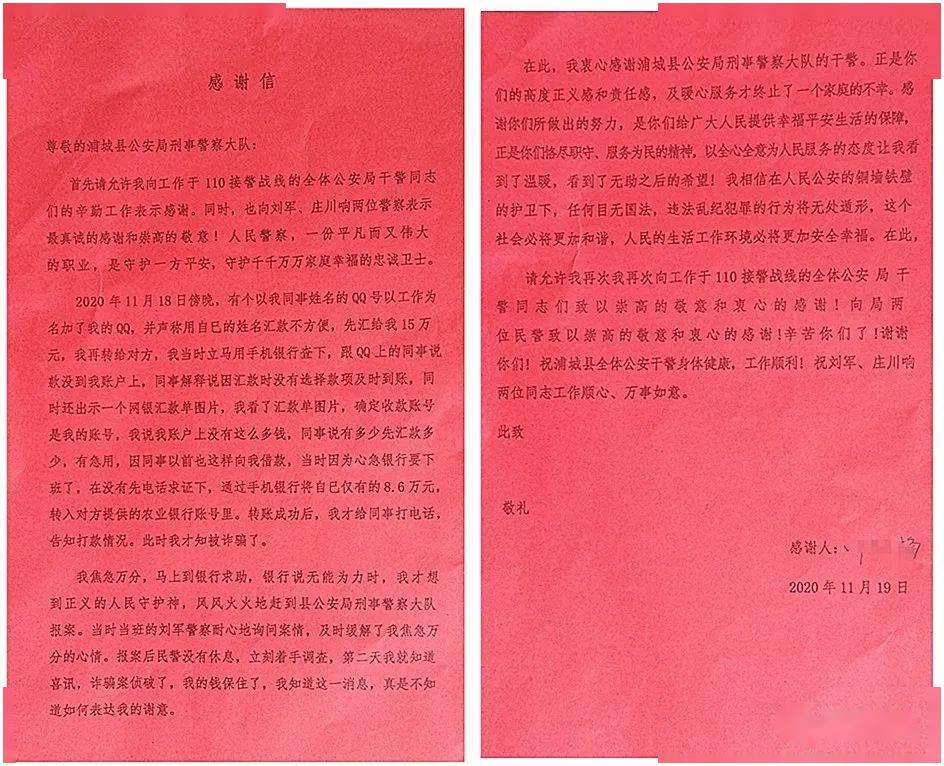 感谢信
尊敬的浦城县公安局刑事警察大队:
首先请允许我向工作于110接警战线的全体公安局干警同志
们的辛勤工作表示感谢。同时，也向刘军、庄川响两位警察表示
最真诚的感谢和崇高的敬意！人民警察，一份平凡而又伟大
的职业，是守护一方平安，守护千千万万家庭幸福的忠诚卫士。
2020年11月18日傍晚，有个以我同事姓名的QQ号以工作为
名加了我的QQ，并声称用自己的姓名汇款不方便，先汇给我15万
元，我再转给对方，我当时立马用手机银行查下，跟QQ上的同事说
款没到我账户上，同事解释说因汇款时没有选择款项及时到账，同
时还出示一个网银汇款单图片，我看了汇款单图片，确定收款账号
是我的账号，我说我账户上没有这么多钱，同事说有多少先汇款多
少，有急用，因同事以前也这样向我借款，当时因为心急银行要下
班了，在没有先电话求证下，通过手机银行将自己仅有的8.6万元，
转入对方提供的农业银行账号里。转账成功后，我才给同事打电话，
告知打款情况。此时我才知被诈骗了。
我焦急万分，马上到银行求助，银行说无能为力时，我才想
到正义的人民守护神，风风火火地赶到县公安局刑事警察大队
报案。当时当班的刘军警察耐心地询问案情，及时缓解了我焦急万
分的心情。报案后民警没有休息，立刻着手调查，第二天我就知道
喜讯，诈骗案侦破了，我的钱保住了，我知道这一消息，真是不知
道如何表达我的谢意。
在此，我衷心感谢浦城县公安局刑事警察大队的干警。正是你
们的高度正义感和责任感，及暖心服务才终止了一个家庭的不幸。感
谢你们所做出的努力，是你们给广大人民提供幸福平安生活的保障，
正是你们恪尽职守、服务为民的精神，以全心全意为人民服务的态度让我看
到了温暖，看到了无助之后的希望！我相信在人民公安的铜墙铁壁
的护卫下，任何目无国法，违法乱纪犯罪的行为将无处遁形，这个
社会必将更加和谐，人民的生活工作环境必将更加安全幸福。在此，
请允许我再次我再次向工作于110接警战线的全体公安 局 干
警同志们致以崇高的敬意和衷心的感谢！向局两
位民警致以崇高的敬意和衷心的感谢！辛苦你们了！谢谢
你们！祝浦城县全体公安干警身体健康，工作顺利！祝刘军、庄川响
两位同志工作顺心、万事如意。
此致
敬礼
感谢人:
2020年11月19日